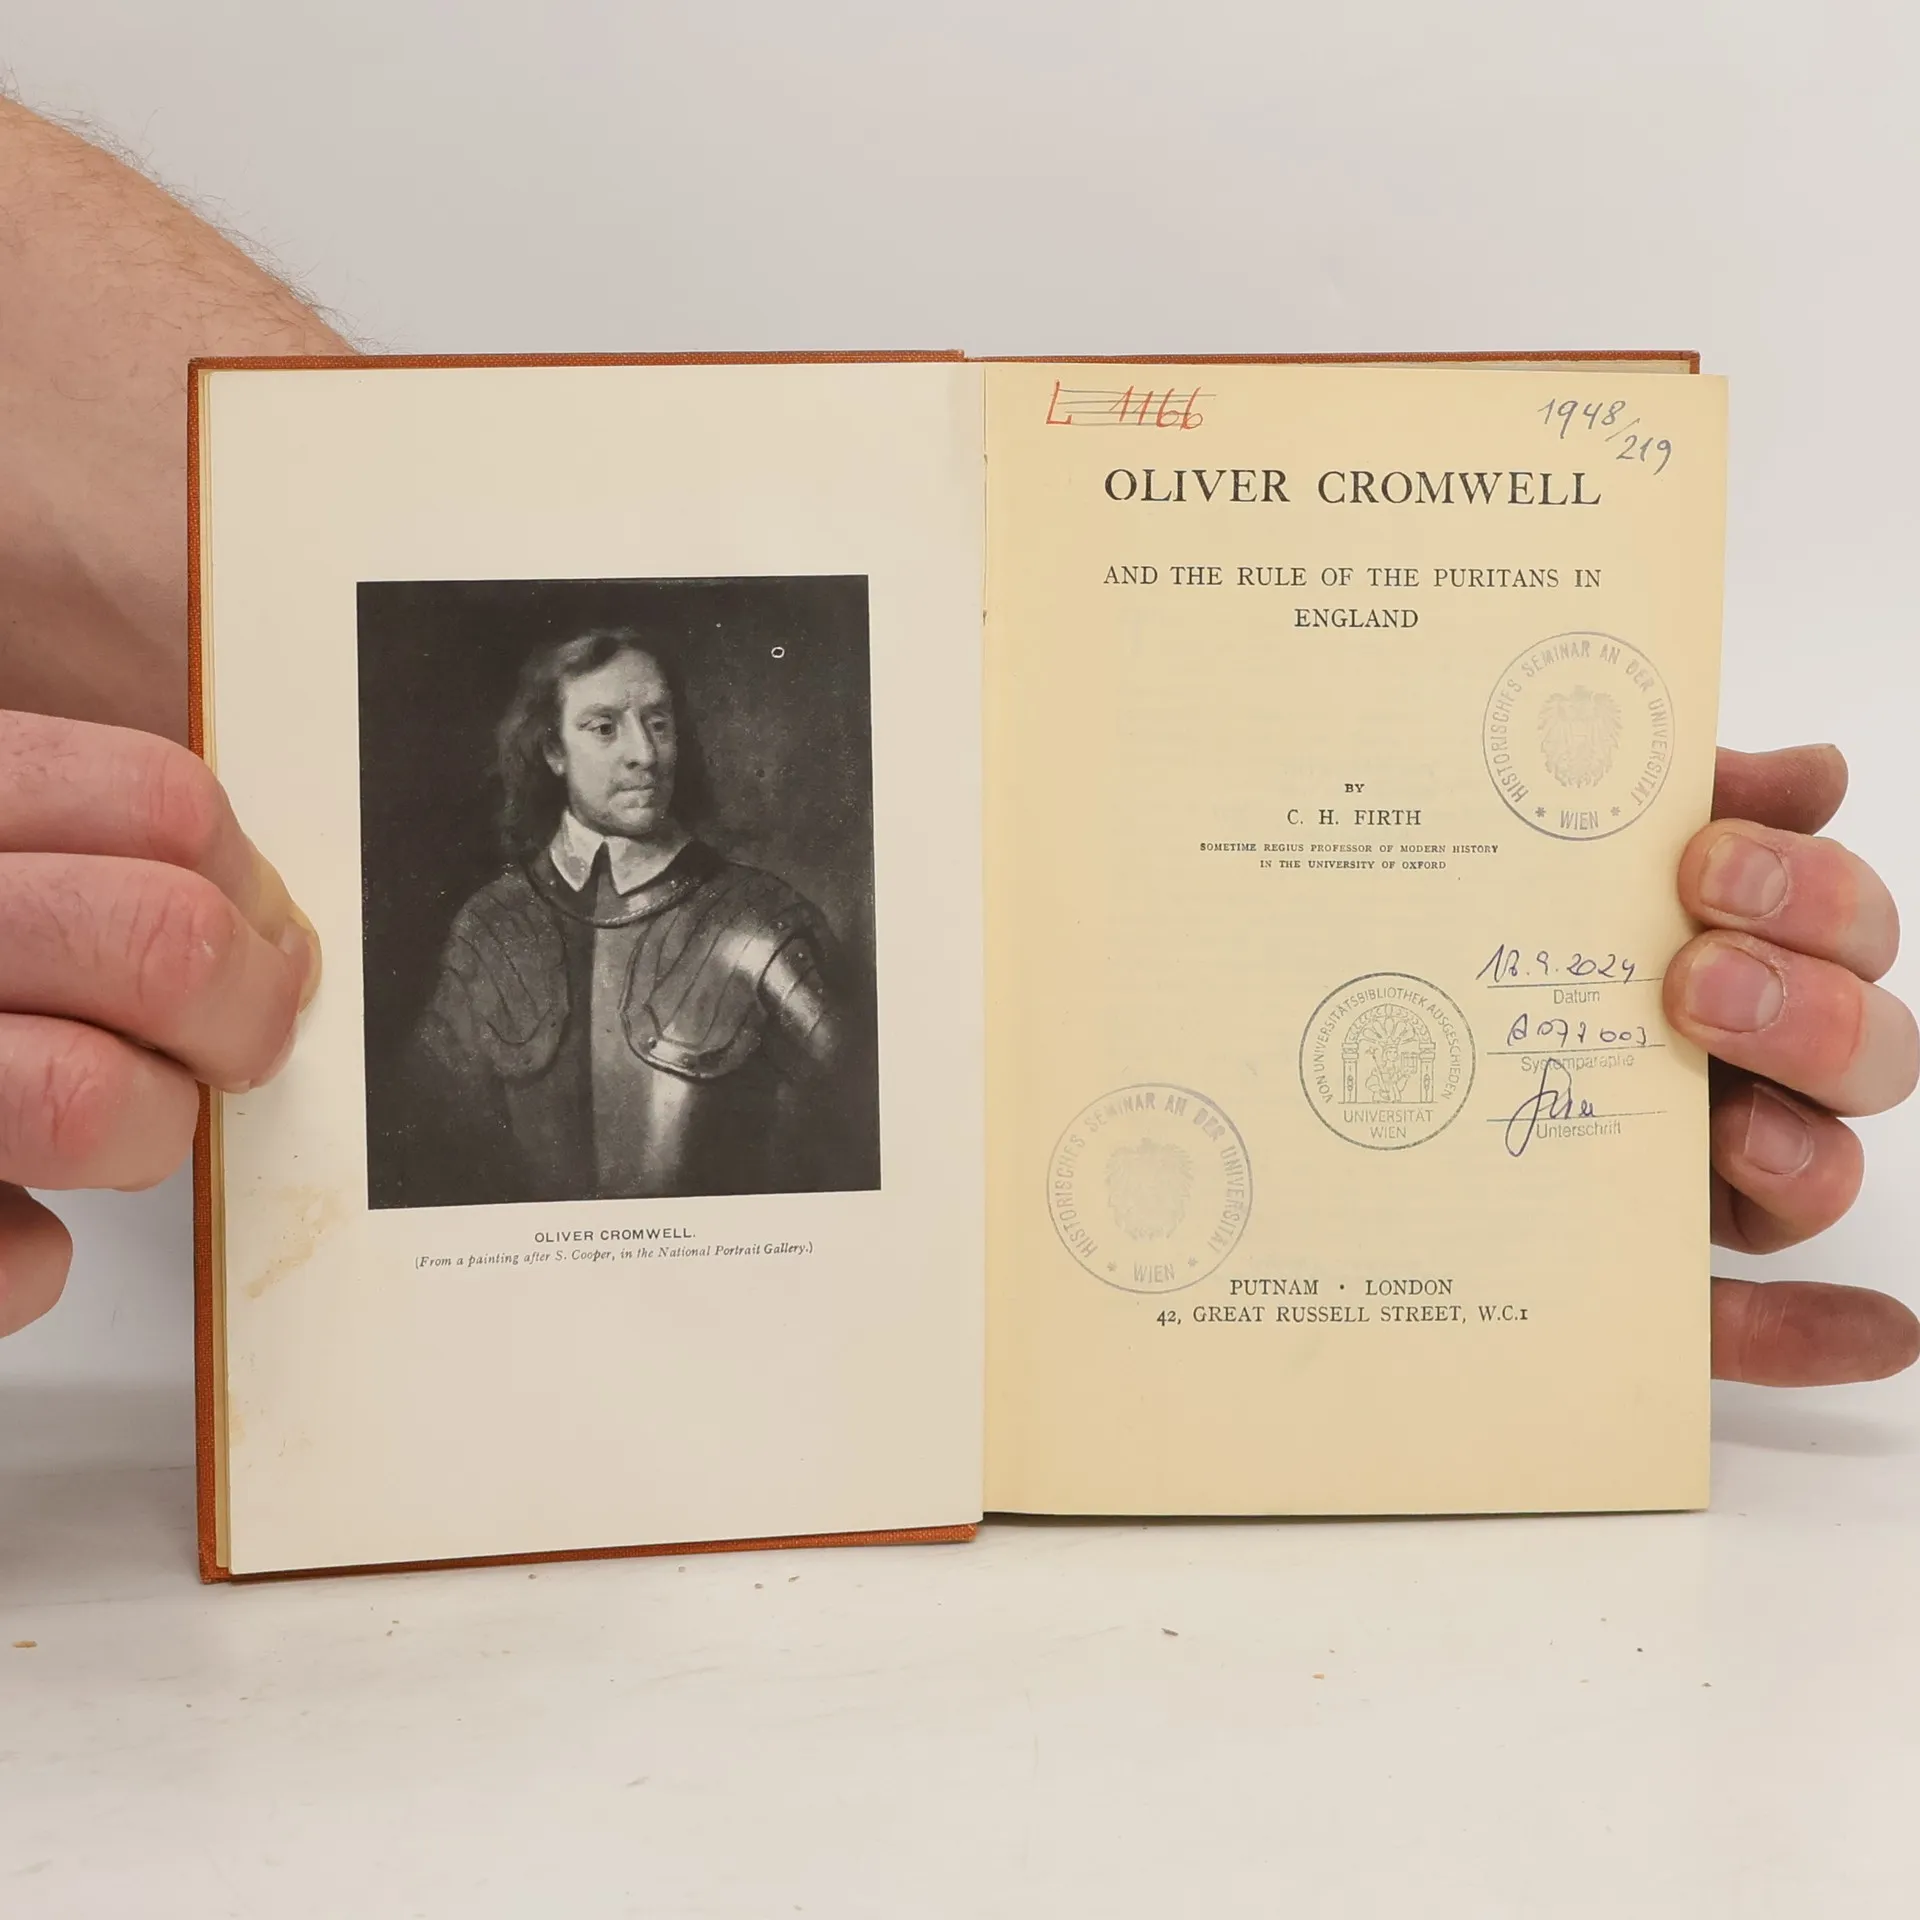 OLIVER CROMWELL.
(From a painting after S. Cooper, in the National Portrait Gallery.)
L 1166
1948/219
OLIVER CROMWELL
AND THE RULE OF THE PURITANS IN
ENGLAND
HISTORISCHES SEMINAR AN DER UNIVERSITÄT
* WIEN *
BY
C. H. FIRTH
SOMETIME REGIUS PROFESSOR OF MODERN HISTORY
IN THE UNIVERSITY OF OXFORD
VON UNIVERSITÄTSBIBLIOTHEK AUSGESCHIEDEN
UNIVERSITÄT
WIEN
Datum
Systemparaphe
Unterschrift
HISTORISCHES SEMINAR AN DER UNIVERSITÄT
* WIEN *
PUTNAM · LONDON
42, GREAT RUSSELL STREET, W.C.1